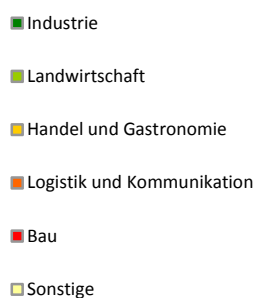 Industrie
Landwirtschaft
Handel und Gastronomie
Logistik und Kommunikation
Bau
Sonstige